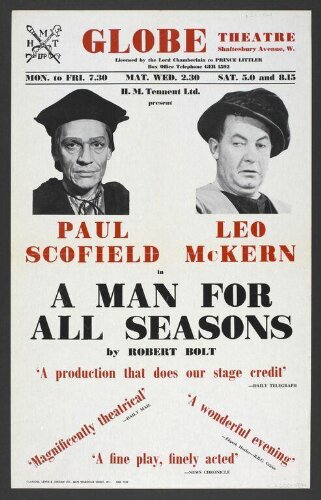 H M T
LTD
GLOBE THEATRE
Shaftesbury Avenue, W.
Licensed by the Lord Chamberlain to PRINCE LITTLER
Box Office Telephone GER 1592
MON. to FRI. 7.30 MAT. WED. 2.30 SAT. 5.0 and 8.15
H. M. Tennent Ltd.
present
PAUL SCOFIELD
LEO McKERN
in
A MAN FOR
ALL SEASONS
by ROBERT BOLT
'A production that does our stage credit'
—DAILY TELEGRAPH
'Magnificently theatrical'
—DAILY MAIL
'A wonderful evening'
'A fine play, finely acted'
—NEWS CHRONICLE